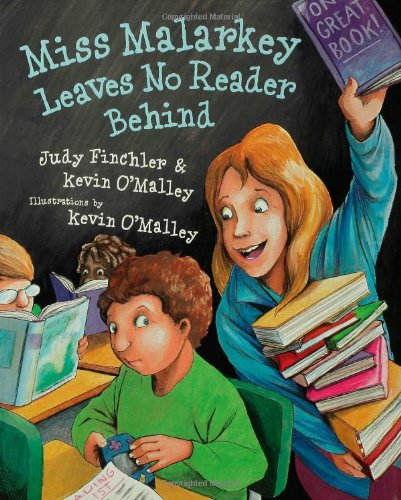 Miss Malarkey
Leaves No Reader
Behind
Judy Finchler &
Kevin O'Malley
Illustrations by
Kevin O'Malley
ONE
GREAT
BOOK!